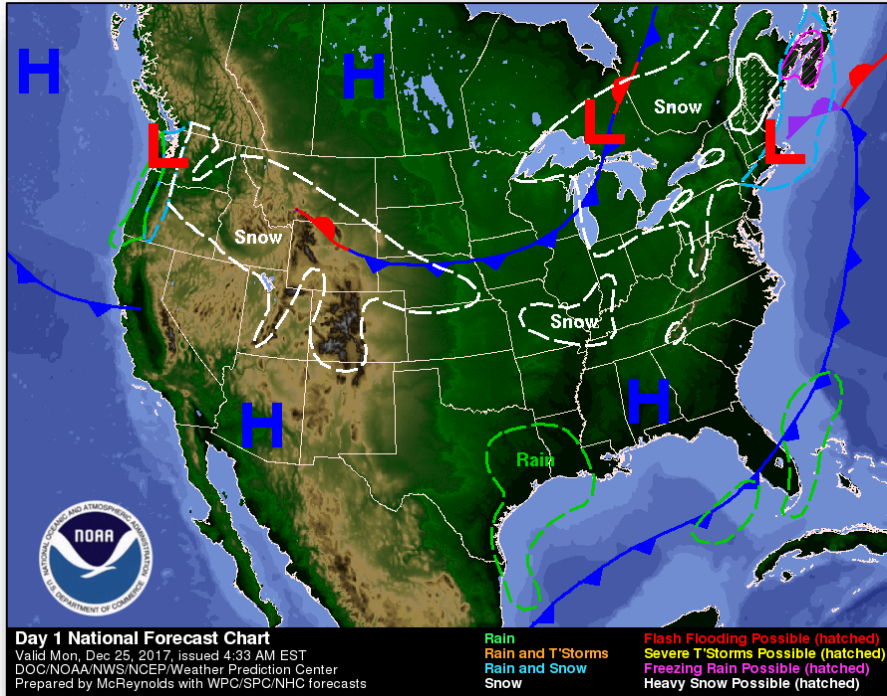 H
H
L
L
L
Snow
Snow
Snow
H
H
Rain
NATIONAL OCEANIC AND ATMOSPHERIC ADMINISTRATION
NOAA
U.S. DEPARTMENT OF COMMERCE
Day 1 National Forecast Chart
Valid Mon, Dec 25, 2017, issued 4:33 AM EST
DOC/NOAA/NWS/NCEP/Weather Prediction Center
Prepared by McReynolds with WPC/SPC/NHC forecasts
Rain
Rain and T'Storms
Rain and Snow
Snow
Flash Flooding Possible (hatched)
Severe T'Storms Possible (hatched)
Freezing Rain Possible (hatched)
Heavy Snow Possible (hatched)